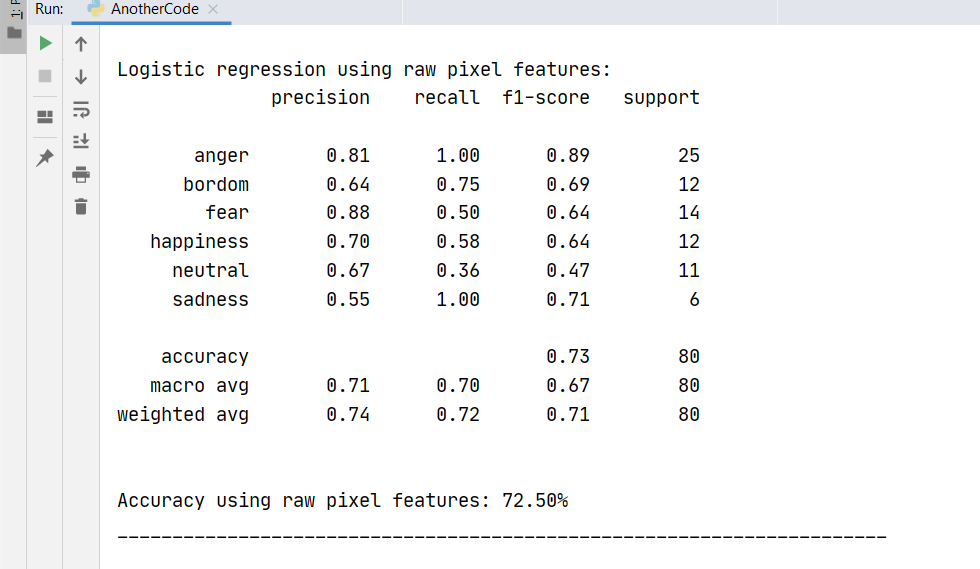 Run: AnotherCode
Logistic regression using raw pixel features:
precision recall f1-score support
anger 0.81 1.00 0.89 25
bordom 0.64 0.75 0.69 12
fear 0.88 0.50 0.64 14
happiness 0.70 0.58 0.64 12
neutral 0.67 0.36 0.47 11
sadness 0.55 1.00 0.71 6
accuracy 0.73 80
macro avg 0.71 0.70 0.67 80
weighted avg 0.74 0.72 0.71 80
Accuracy using raw pixel features: 72.50%
----------------------------------------------------------------------